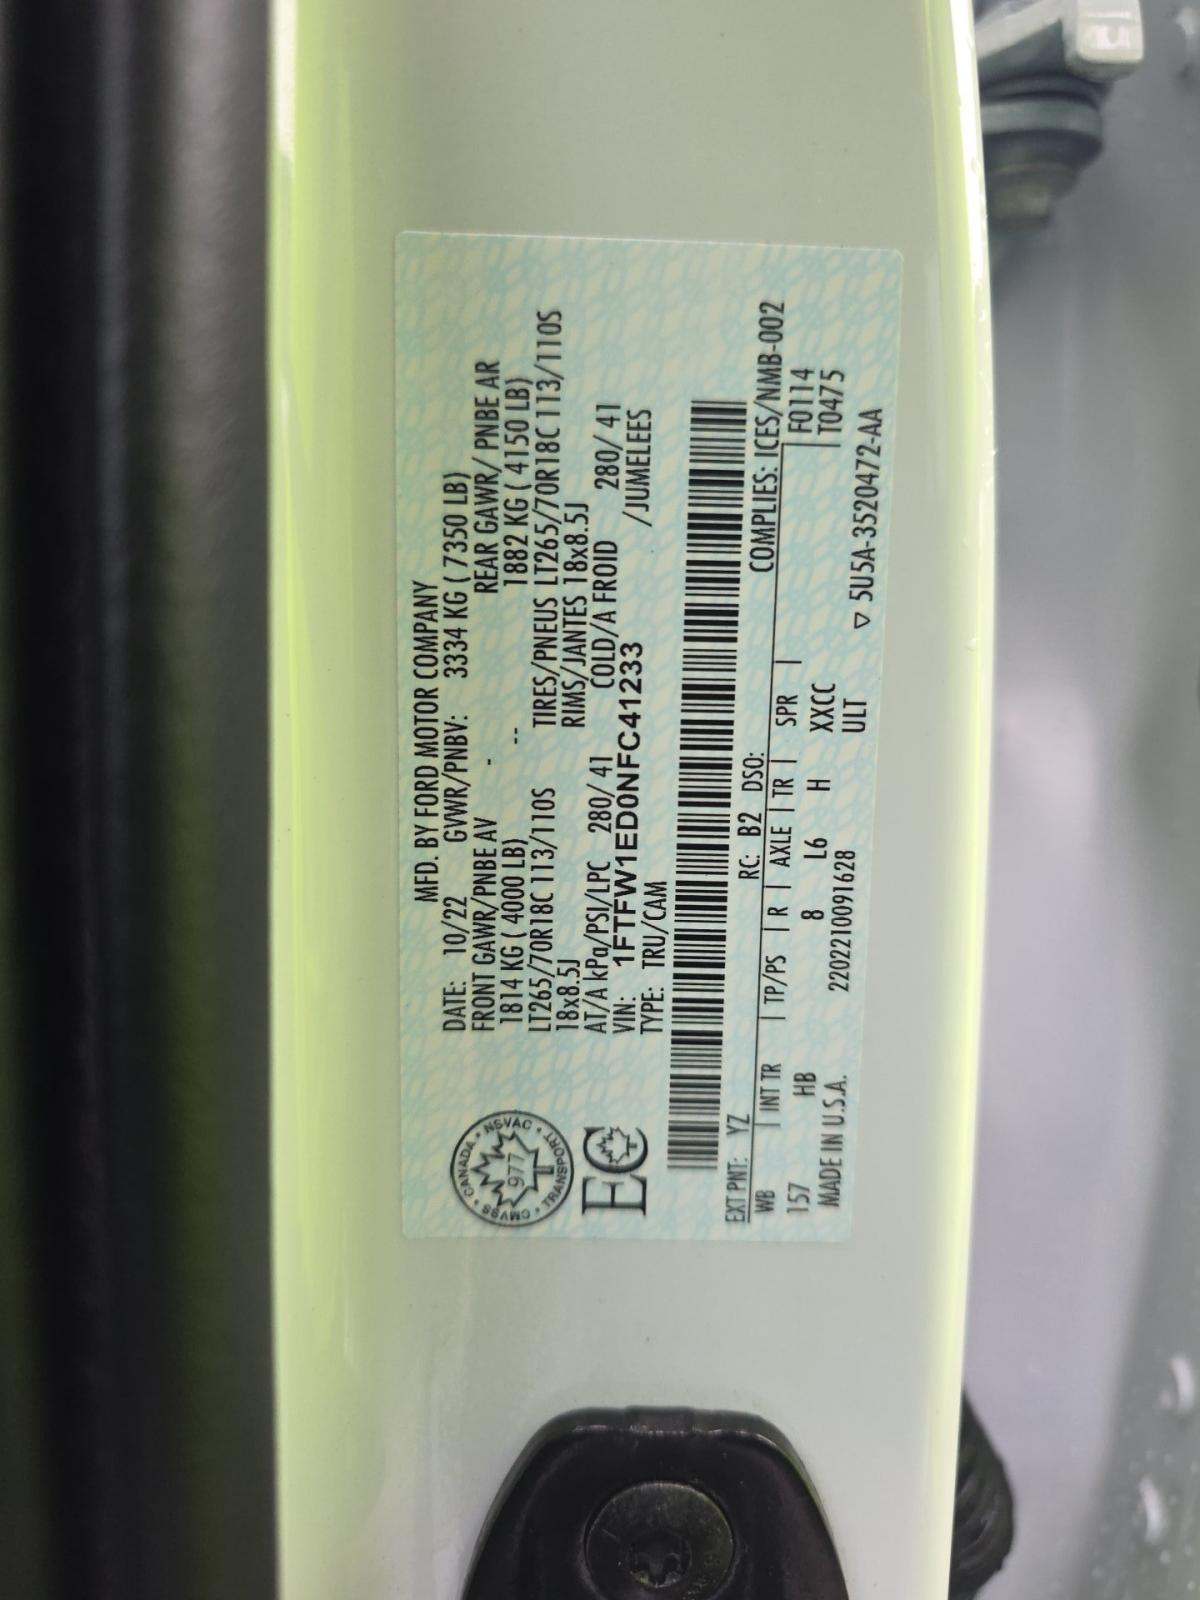 MFD. BY FORD MOTOR COMPANY
DATE: 10/22 GVWR/PNBV: 3334 KG ( 7350 LB)
FRONT GAWR/PNBE AV - REAR GAWR/ PNBE AR
1814 KG ( 4000 LB) -- 1882 KG ( 4150 LB)
LT265/70R18C 113/110S TIRES/PNEUS LT265/70R18C 113/110S
18x8.5J RIMS/JANTES 18x8.5J
AT/A kPa/PSI/LPC 280/ 41 COLD/A FROID 280/ 41
VIN: 1FTFW1ED0NFC41233 /JUMELEES
TYPE: TRU/CAM
CANADA • NSVAC • TRANSPORT • CMVSS
977
T
EC
EXT PNT: YZ RC: B2 DSO: COMPLIES: ICES/NMB-002
WB | INT TR | TP/PS | R | AXLE | TR | SPR | | F0114
157 HB 8 L6 H XXCC | T0475
MADE IN U.S.A. 2202210091628 ULT
▽ 5U5A-3520472-AA